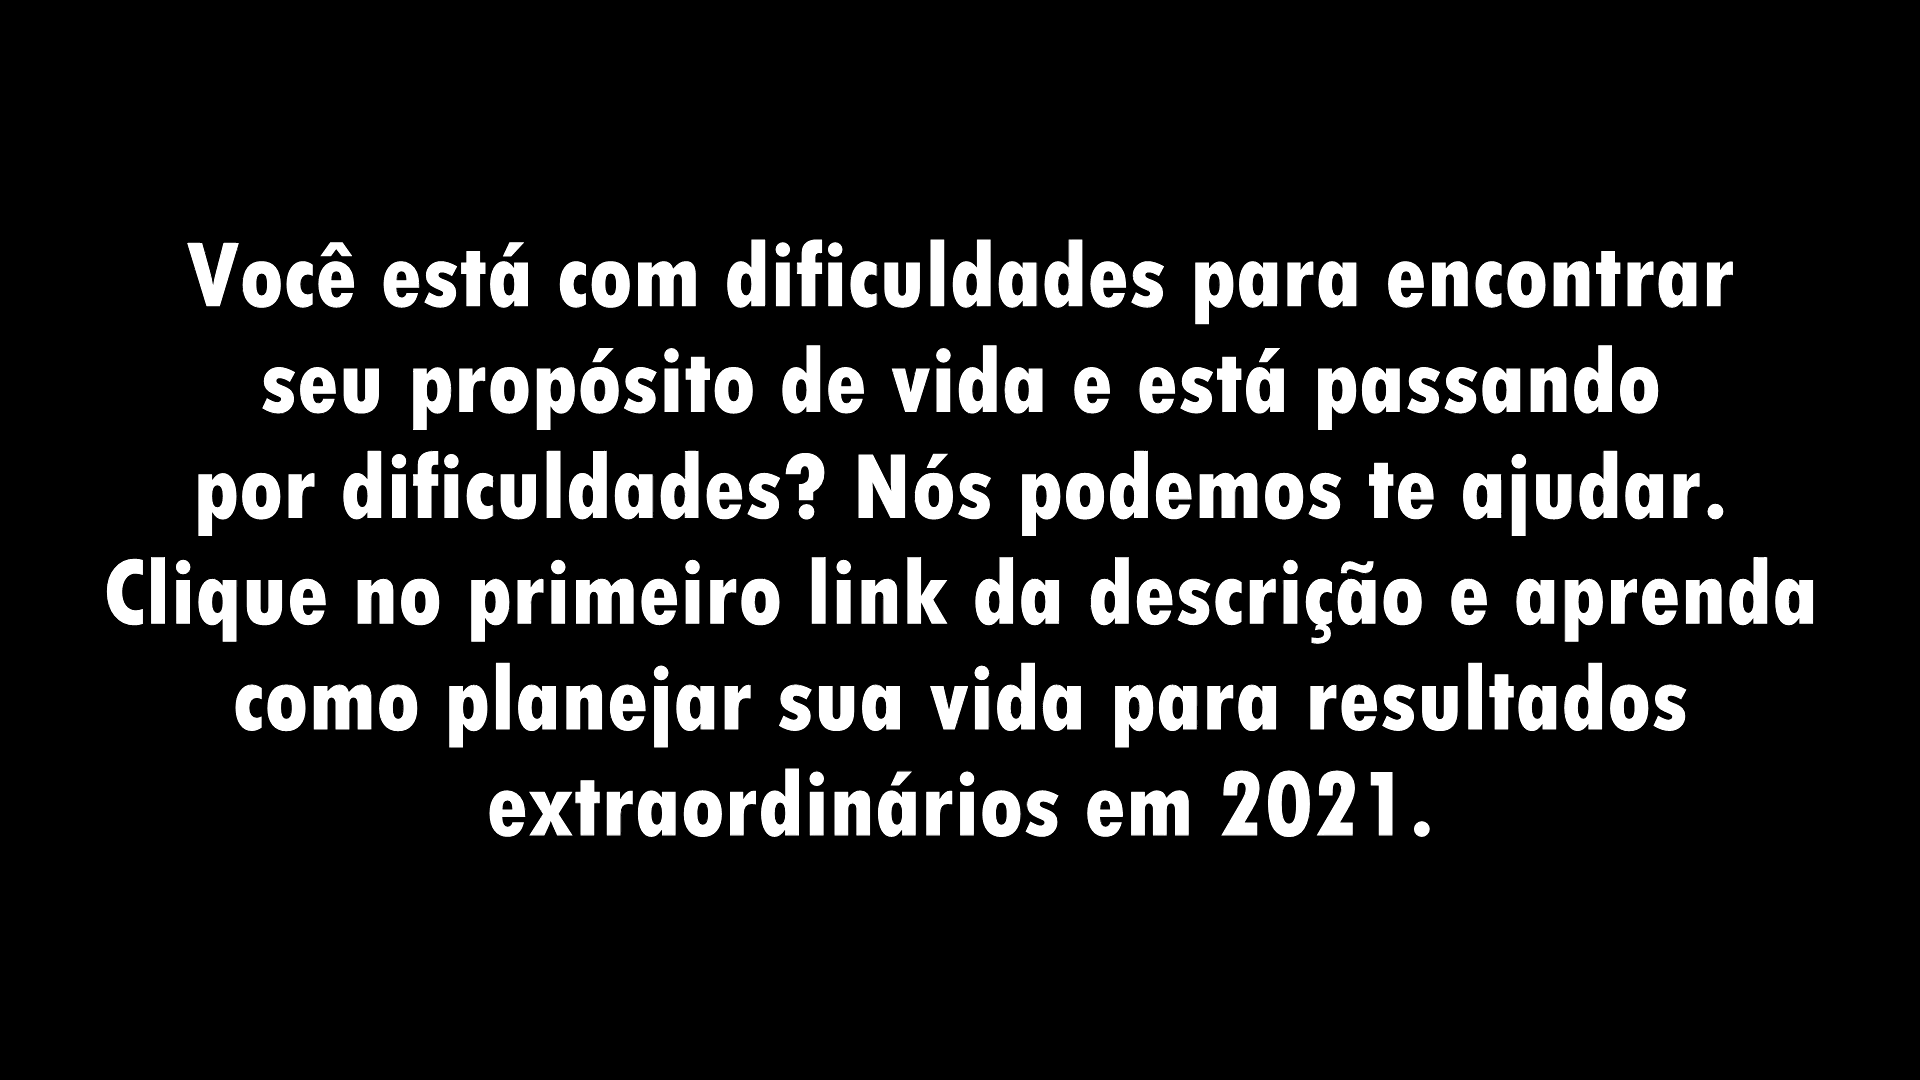 Você está com dificuldades para encontrar
seu propósito de vida e está passando
por dificuldades? Nós podemos te ajudar.
Clique no primeiro link da descrição e aprenda
como planejar sua vida para resultados
extraordinários em 2021.